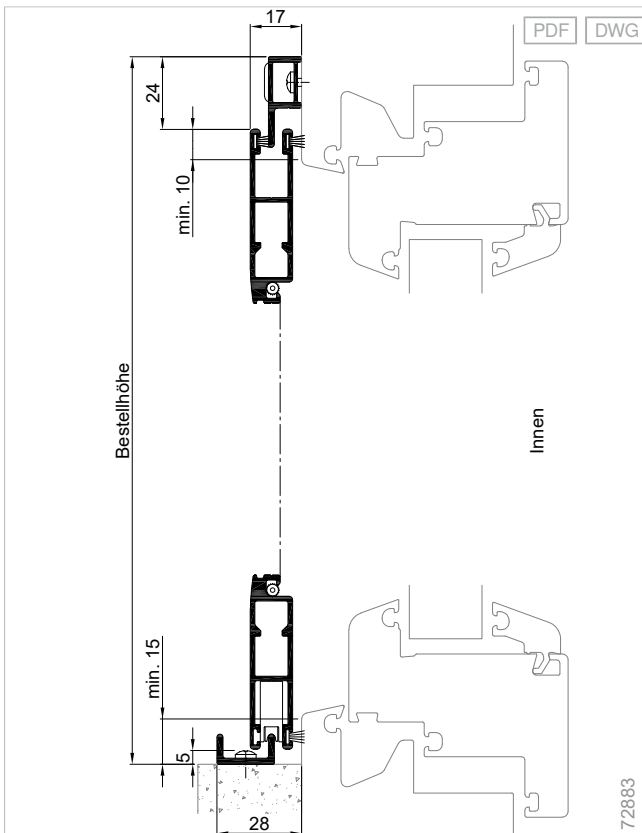 17
PDF DWG
24
min. 10
Bestellhöhe
Innen
min. 15
5
28
72883